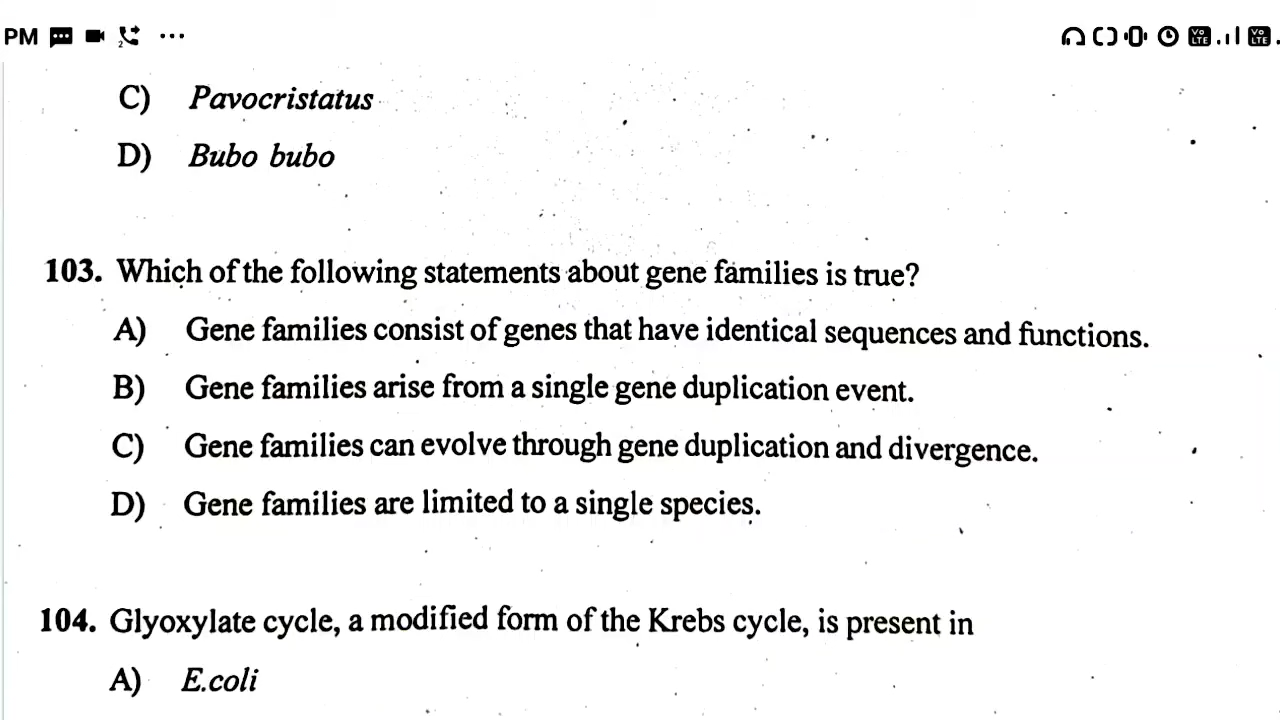 PM
C) Pavocristatus
D) Bubo bubo
103. Which of the following statements about gene families is true?
A) Gene families consist of genes that have identical sequences and functions.
B) Gene families arise from a single gene duplication event.
C) Gene families can evolve through gene duplication and divergence.
D) Gene families are limited to a single species.
104. Glyoxylate cycle, a modified form of the Krebs cycle, is present in
A) E.coli